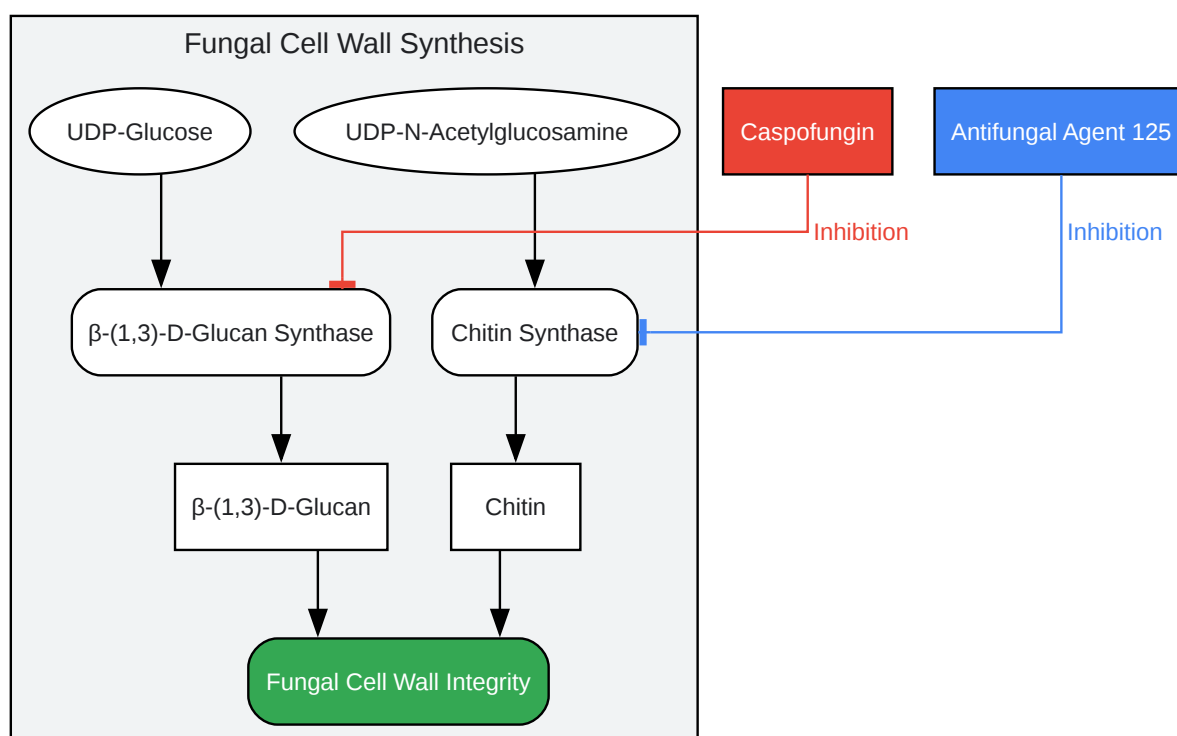 Fungal Cell Wall Synthesis
UDP-Glucose
UDP-N-Acetylglucosamine
Caspofungin
Antifungal Agent 125
Inhibition
Inhibition
β-(1,3)-D-Glucan Synthase
Chitin Synthase
β-(1,3)-D-Glucan
Chitin
Fungal Cell Wall Integrity